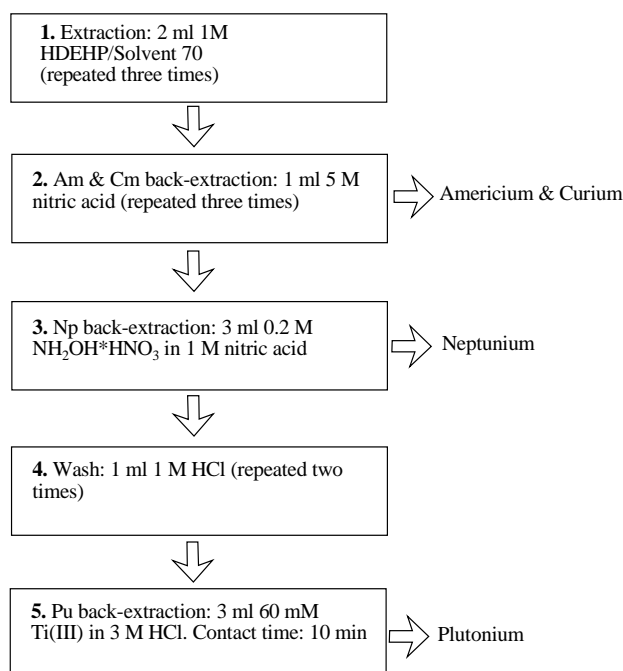 1. Extraction: 2 ml 1M
HDEHP/Solvent 70
(repeated three times)
2. Am & Cm back-extraction: 1 ml 5 M
nitric acid (repeated three times)
Americium & Curium
3. Np back-extraction: 3 ml 0.2 M
NH₂OH*HNO₃ in 1 M nitric acid
Neptunium
4. Wash: 1 ml 1 M HCl (repeated two
times)
5. Pu back-extraction: 3 ml 60 mM
Ti(III) in 3 M HCl. Contact time: 10 min
Plutonium